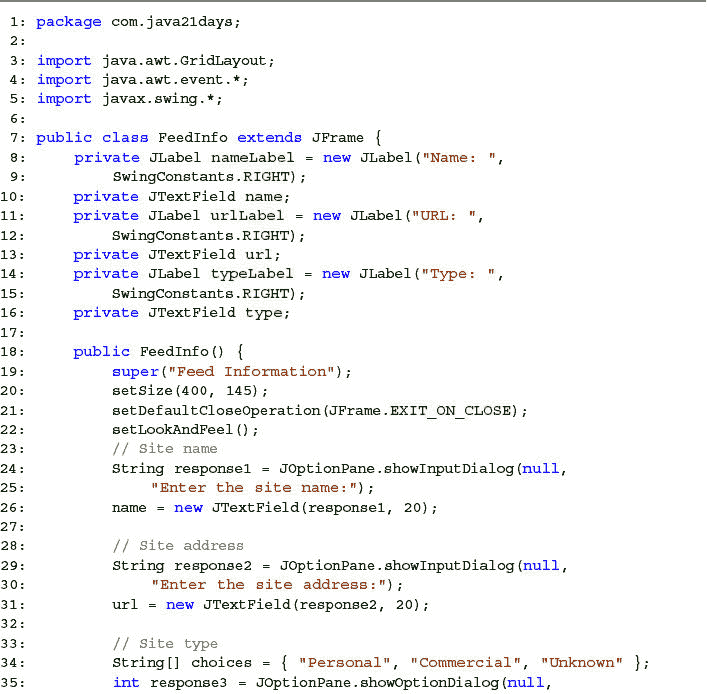 1: package com.java21days;
2:
3: import java.awt.GridLayout;
4: import java.awt.event.*;
5: import javax.swing.*;
6:
7: public class FeedInfo extends JFrame {
8:     private JLabel nameLabel = new JLabel("Name: ",
9:         SwingConstants.RIGHT);
10:     private JTextField name;
11:     private JLabel urlLabel = new JLabel("URL: ",
12:         SwingConstants.RIGHT);
13:     private JTextField url;
14:     private JLabel typeLabel = new JLabel("Type: ",
15:         SwingConstants.RIGHT);
16:     private JTextField type;
17:
18:     public FeedInfo() {
19:         super("Feed Information");
20:         setSize(400, 145);
21:         setDefaultCloseOperation(JFrame.EXIT_ON_CLOSE);
22:         setLookAndFeel();
23:         // Site name
24:         String response1 = JOptionPane.showInputDialog(null,
25:             "Enter the site name:");
26:         name = new JTextField(response1, 20);
27:
28:         // Site address
29:         String response2 = JOptionPane.showInputDialog(null,
30:             "Enter the site address:");
31:         url = new JTextField(response2, 20);
32:
33:         // Site type
34:         String[] choices = { "Personal", "Commercial", "Unknown" };
35:         int response3 = JOptionPane.showOptionDialog(null,